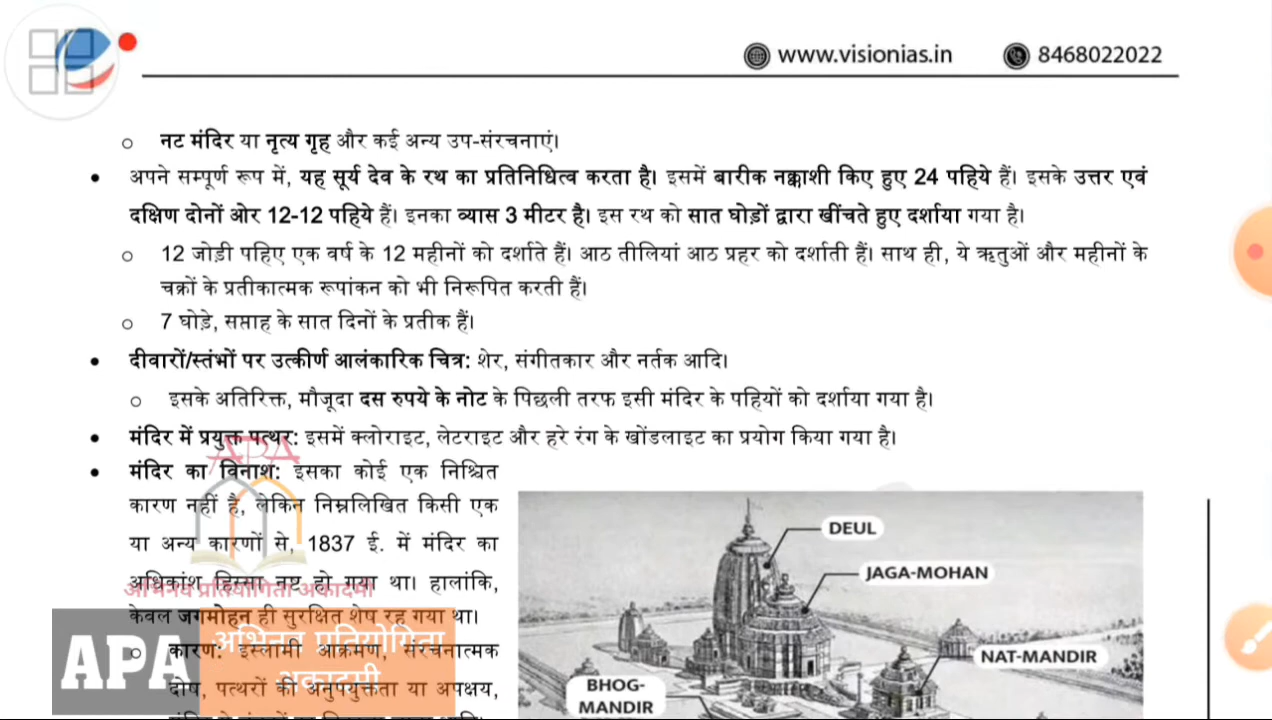 www.visionias.in 8468022022
○ नट मंदिर या नृत्य गृह और कई अन्य उप-संरचनाएं।
• अपने सम्पूर्ण रूप में, यह सूर्य देव के रथ का प्रतिनिधित्व करता है। इसमें बारीक नक्काशी किए हुए 24 पहिये हैं। इसके उत्तर एवं
दक्षिण दोनों ओर 12-12 पहिये हैं। इनका व्यास 3 मीटर है। इस रथ को सात घोड़ों द्वारा खींचते हुए दर्शाया गया है।
○ 12 जोड़ी पहिए एक वर्ष के 12 महीनों को दर्शाते हैं। आठ तीलियां आठ प्रहर को दर्शाती हैं। साथ ही, ये ऋतुओं और महीनों के
चक्रों के प्रतीकात्मक रूपांकन को भी निरूपित करती हैं।
○ 7 घोड़े, सप्ताह के सात दिनों के प्रतीक हैं।
• दीवारों/स्तंभों पर उत्कीर्ण आलंकारिक चित्र: शेर, संगीतकार और नर्तक आदि।
○ इसके अतिरिक्त, मौजूदा दस रुपये के नोट के पिछली तरफ इसी मंदिर के पहियों को दर्शाया गया है।
• मंदिर में प्रयुक्त पत्थर: इसमें क्लोराइट, लेटराइट और हरे रंग के खोंडलाइट का प्रयोग किया गया है।
APA
• मंदिर का विनाश: इसका कोई एक निश्चित
कारण नहीं है, लेकिन निम्नलिखित किसी एक
या अन्य कारणों से, 1837 ई. में मंदिर का
अधिकांश हिस्सा नष्ट हो गया था। हालांकि,
अभिनय प्रतियोगिता अकादमी
केवल जगमोहन ही सुरक्षित शेष रह गया था।
○ कारण: इस्लामी आक्रमण, संरचनात्मक
दोष, पत्थरों की अनुपयुक्तता या अपक्षय,
APA
अभिनय प्रतियोगिता
अकादमी
DEUL
JAGA-MOHAN
NAT-MANDIR
BHOG-
MANDIR